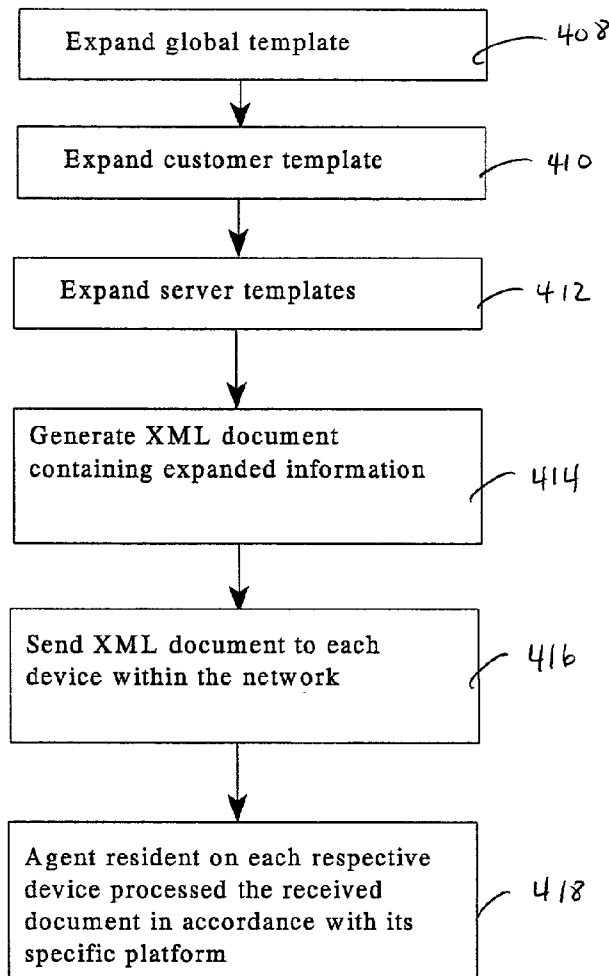 Expand global template
408
Expand customer template
410
Expand server templates
412
Generate XML document
containing expanded information
414
Send XML document to each
device within the network
416
Agent resident on each respective
device processed the received
document in accordance with its
specific platform
418